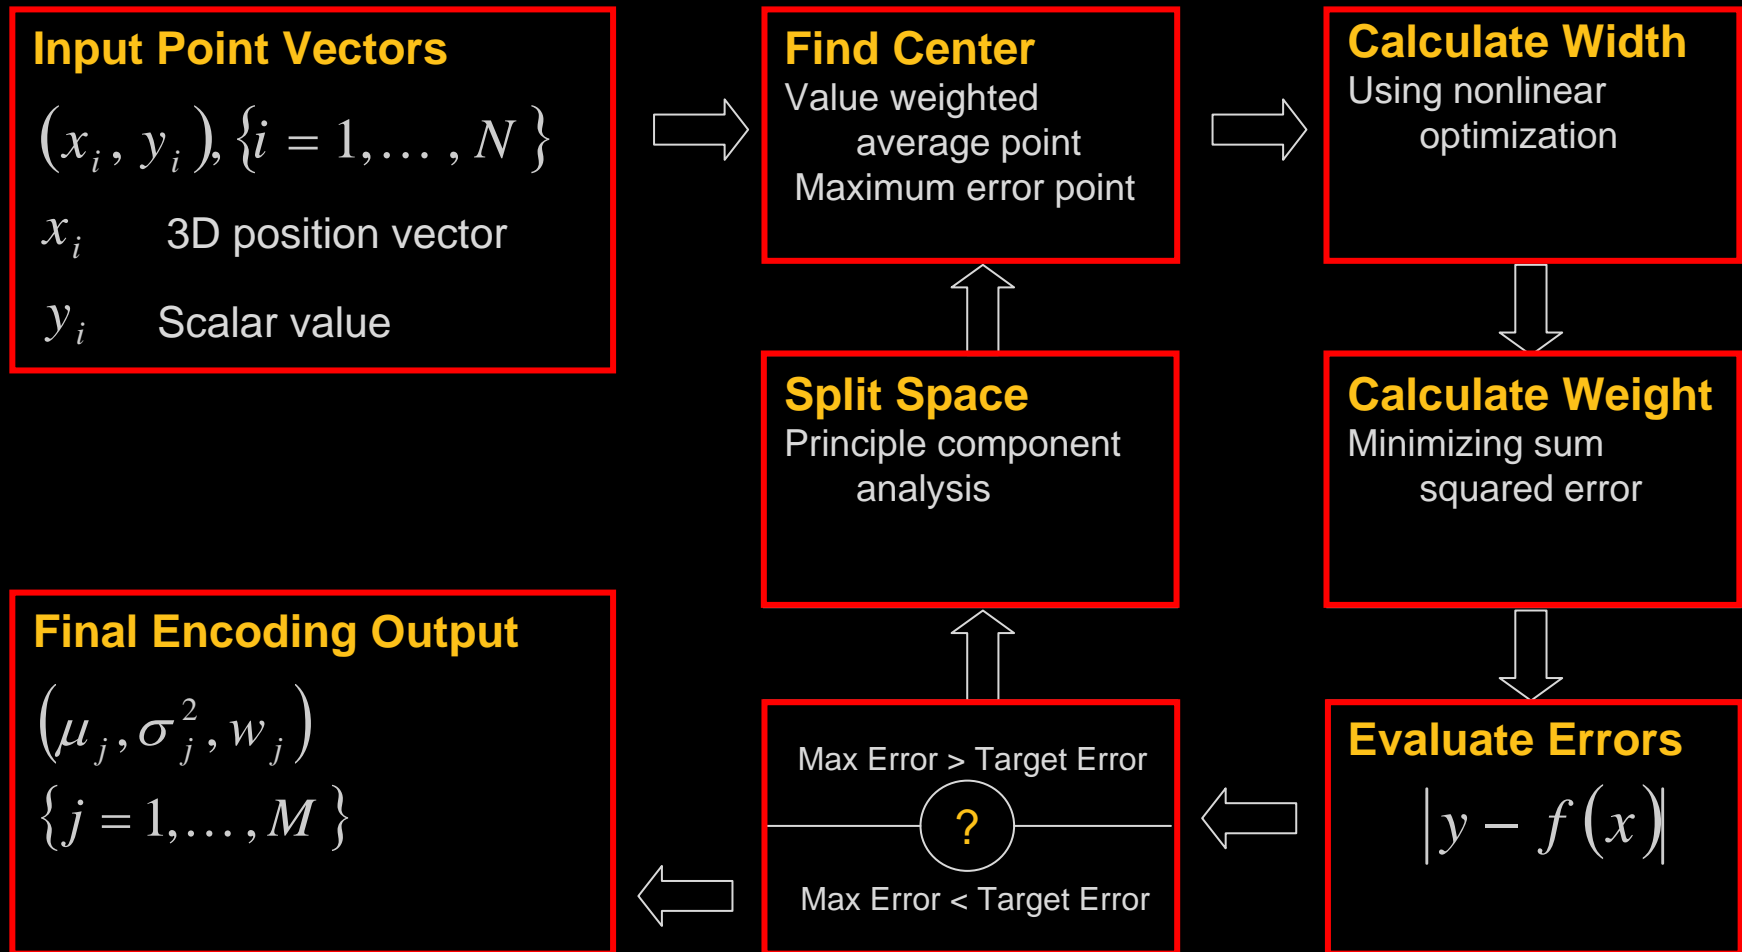 Input Point Vectors
(x_i, y_i), {i = 1,... , N}
x_i 3D position vector
y_i Scalar value
Find Center
Value weighted
average point
Maximum error point
Calculate Width
Using nonlinear
optimization
Split Space
Principle component
analysis
Calculate Weight
Minimizing sum
squared error
Final Encoding Output
(μ_j, σ_j^2, w_j)
{j = 1,... , M}
Max Error > Target Error
?
Max Error < Target Error
Evaluate Errors
|y − f(x)|